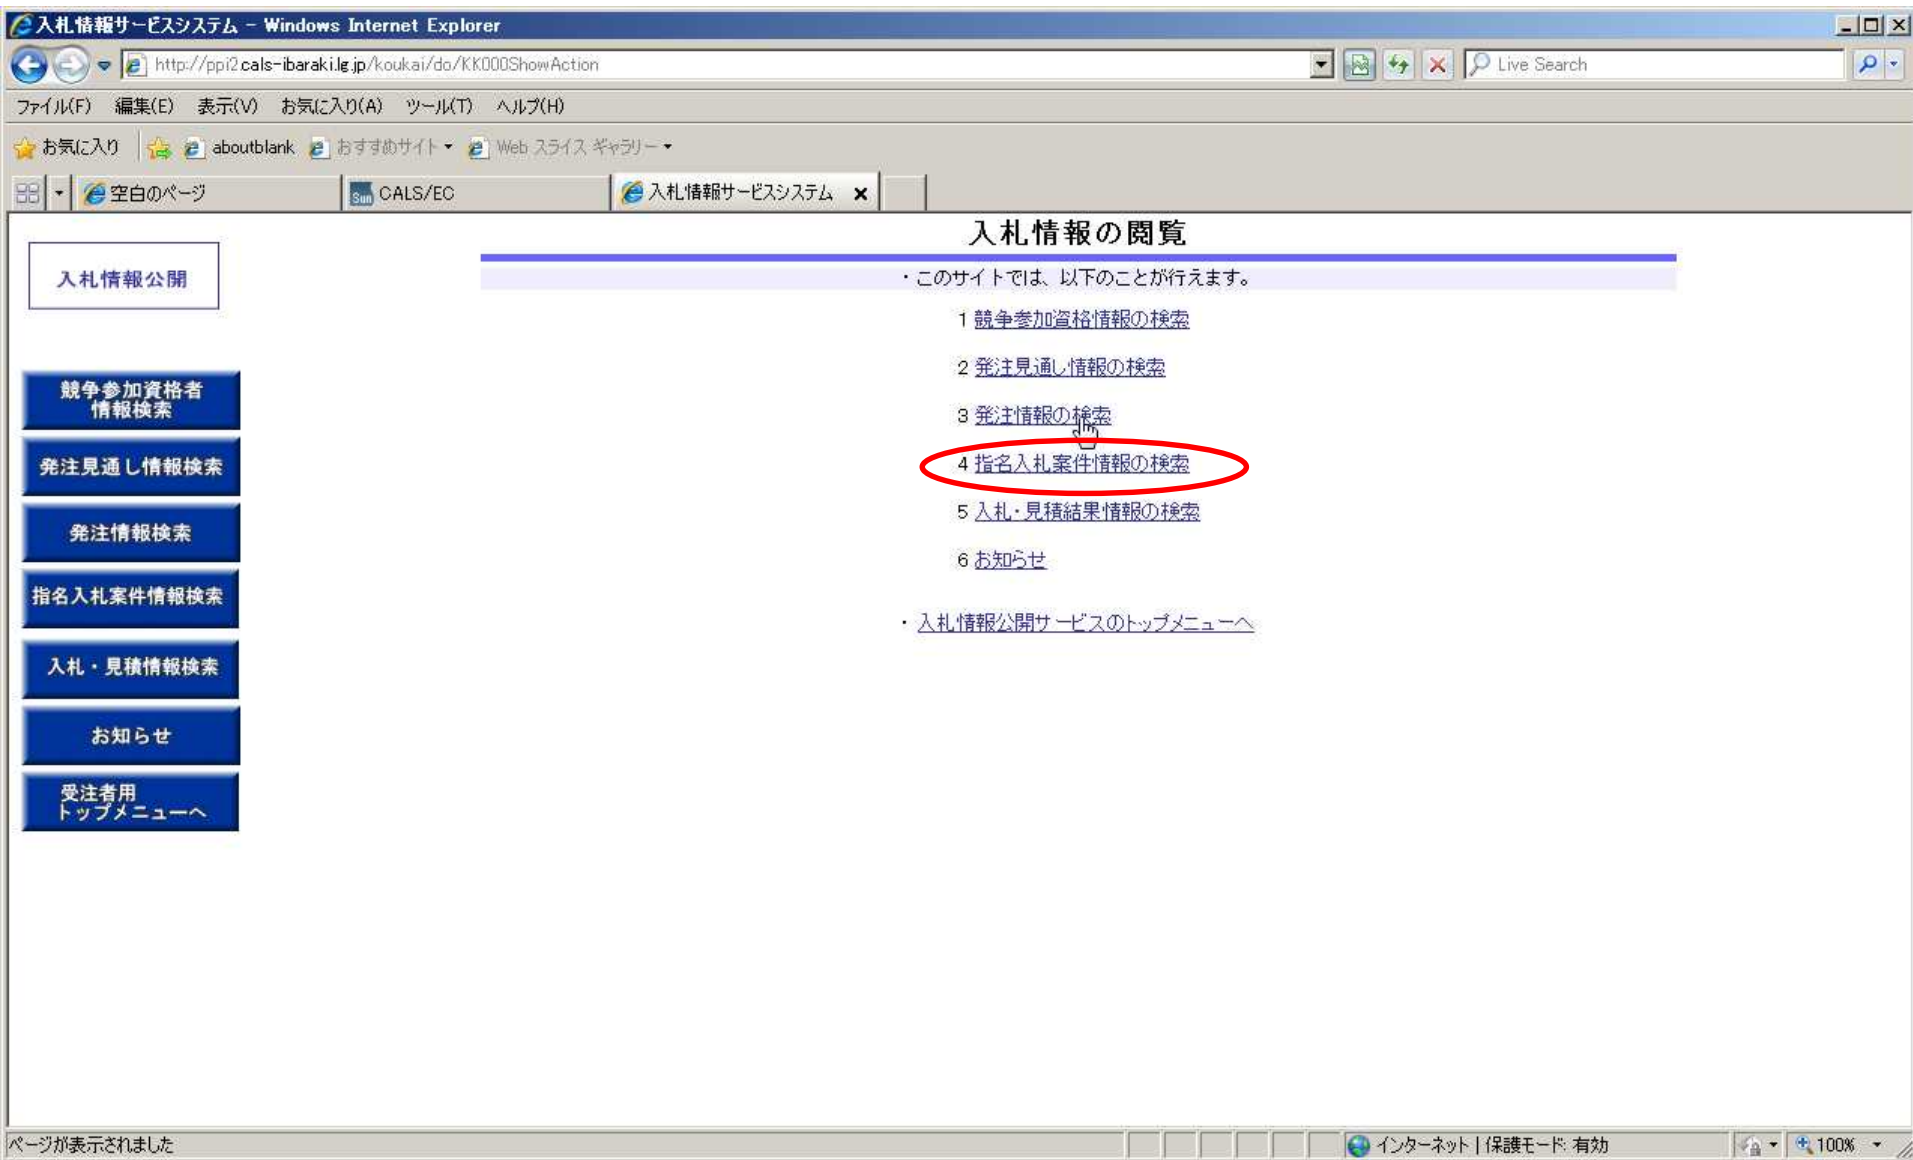 入札情報サービスシステム - Windows Internet Explorer
http://ppi2.cals-ibaraki.lg.jp/koukai/do/KK000ShowAction
Live Search
ファイル(F) 編集(E) 表示(V) お気に入り(A) ツール(T) ヘルプ(H)
お気に入り aboutblank おすすめサイト Web スライス ギャラリー
空白のページ Sun CALS/EC 入札情報サービスシステム
入札情報の閲覧
入札情報公開
・このサイトでは、以下のことが行えます。
1 競争参加資格情報の検索
2 発注見通し情報の検索
3 発注情報の検索
4 指名入札案件情報の検索
5 入札・見積結果情報の検索
6 お知らせ
・入札情報公開サービスのトップメニューへ
競争参加資格者
情報検索
発注見通し情報検索
発注情報検索
指名入札案件情報検索
入札・見積情報検索
お知らせ
受注者用
トップメニューへ
ページが表示されました
インターネット | 保護モード: 有効
100%